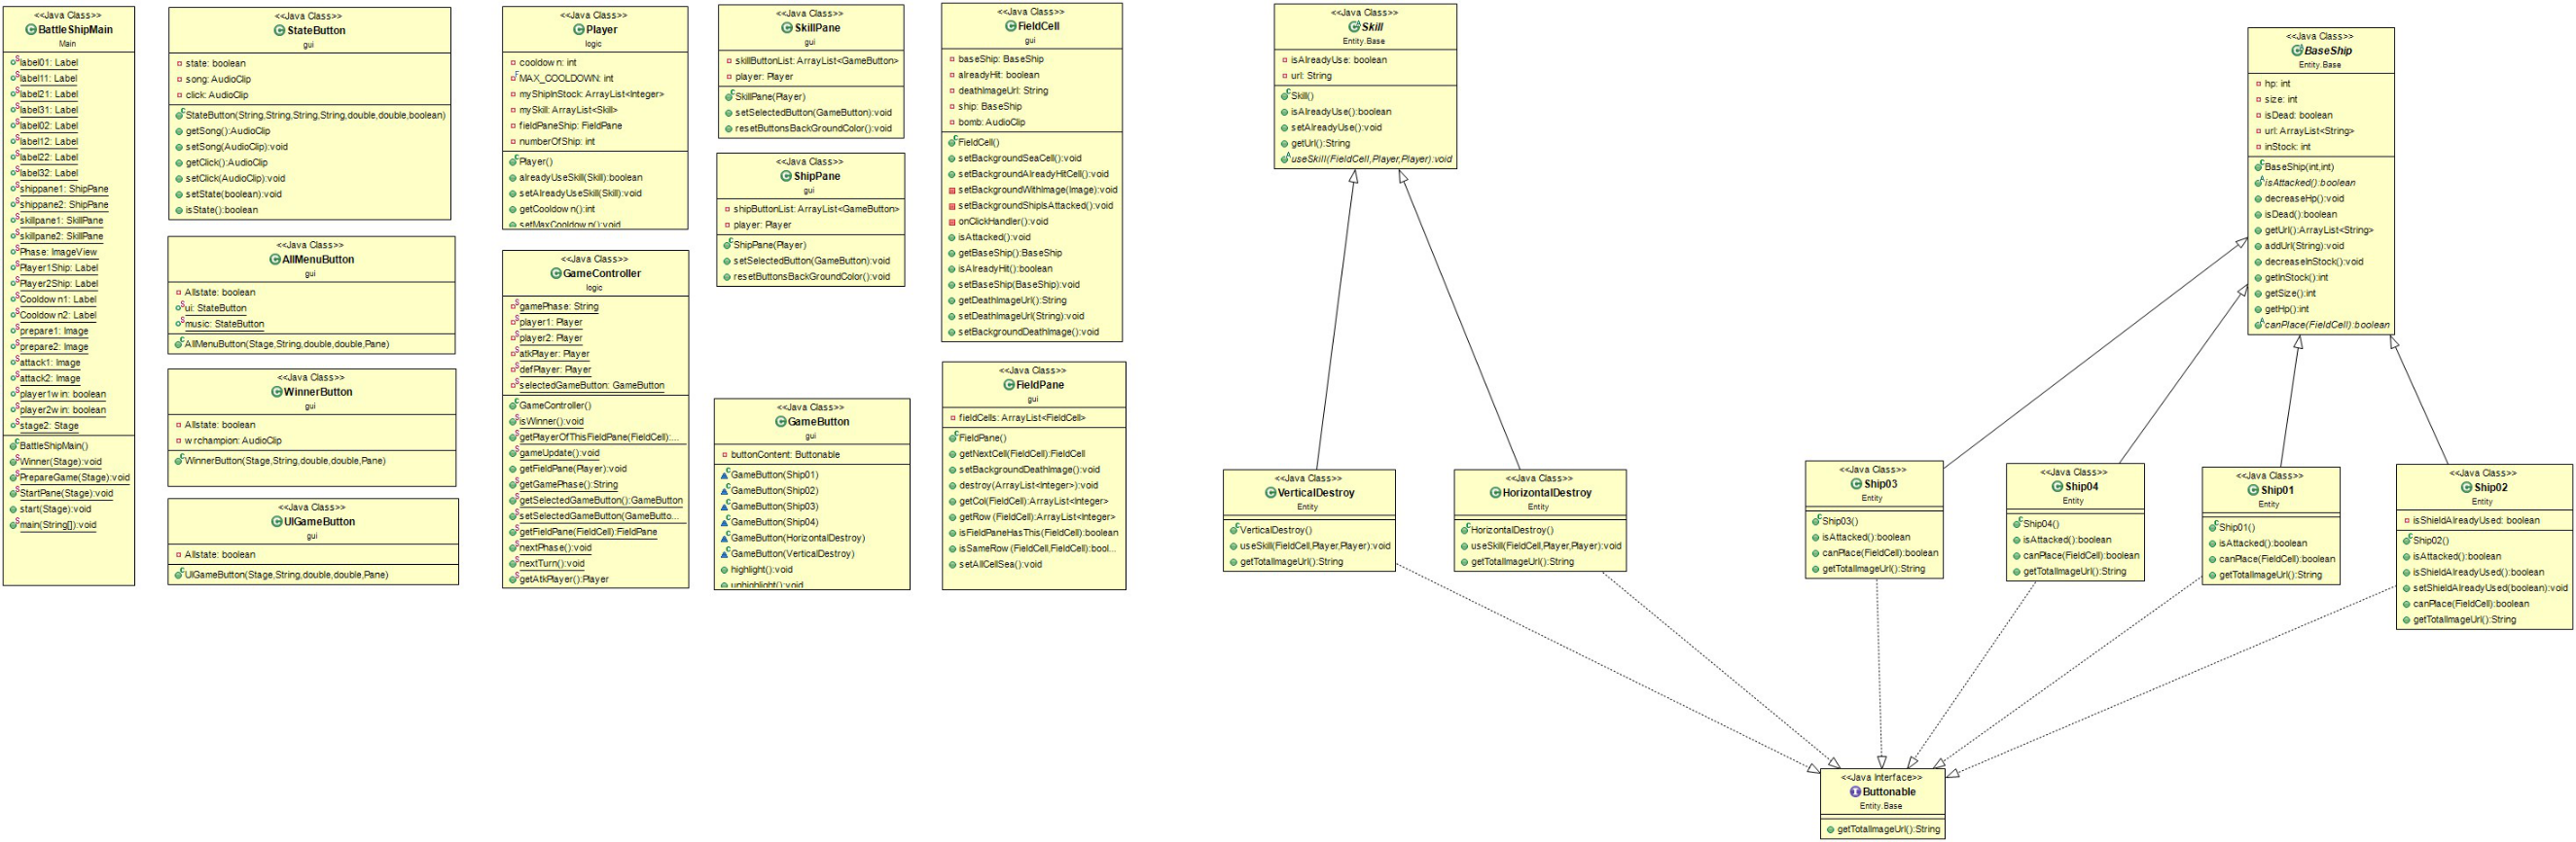 <<Java Class>>
BattleShipMain
Main
label01: Label
label11: Label
label21: Label
label31: Label
label02: Label
label12: Label
label22: Label
label32: Label
shippane1: ShipPane
shippane2: ShipPane
skillpane1: SkillPane
skillpane2: SkillPane
Phase: ImageView
Player1Ship: Label
Player2Ship: Label
Cooldown1: Label
Cooldown2: Label
prepare1: Image
prepare2: Image
attack1: Image
attack2: Image
player1win: boolean
player2win: boolean
stage2: Stage
BattleShipMain()
Winner(Stage):void
PrepareGame(Stage):void
StartPane(Stage):void
start(Stage):void
main(String[]):void
<<Java Class>>
StateButton
gui
state: boolean
song: AudioClip
click: AudioClip
StateButton(String,String,String,String,double,double,boolean)
getSong():AudioClip
setSong(AudioClip):void
getClick():AudioClip
setClick(AudioClip):void
setState(boolean):void
isState():boolean
<<Java Class>>
AllMenuButton
gui
Allstate: boolean
ui: StateButton
music: StateButton
AllMenuButton(Stage,String,double,double,Pane)
<<Java Class>>
WinnerButton
gui
Allstate: boolean
wrchampion: AudioClip
WinnerButton(Stage,String,double,double,Pane)
<<Java Class>>
UIGameButton
gui
Allstate: boolean
UIGameButton(Stage,String,double,double,Pane)
<<Java Class>>
Player
logic
cooldown: int
MAX_COOLDOWN: int
myShipInStock: ArrayList<Integer>
mySkill: ArrayList<Skill>
fieldPaneShip: FieldPane
numberOfShip: int
Player()
alreadyUseSkill(Skill):boolean
setAlreadyUseSkill(Skill):void
getCooldown():int
setMaxCooldown():void
<<Java Class>>
GameController
logic
gamePhase: String
player1: Player
player2: Player
atkPlayer: Player
defPlayer: Player
selectedGameButton: GameButton
GameController()
isWinner():void
getPlayerOfThisFieldPane(FieldCell):...
gameUpdate():void
getFieldPane(Player):void
getGamePhase():String
getSelectedGameButton():GameButton
setSelectedGameButton(GameButto...
getFieldPane(FieldCell):FieldPane
nextPhase():void
nextTurn():void
getAtkPlayer():Player
<<Java Class>>
SkillPane
gui
skillButtonList: ArrayList<GameButton>
player: Player
SkillPane(Player)
setSelectedButton(GameButton):void
resetButtonsBackGroundColor():void
<<Java Class>>
ShipPane
gui
shipButtonList: ArrayList<GameButton>
player: Player
ShipPane(Player)
setSelectedButton(GameButton):void
resetButtonsBackGroundColor():void
<<Java Class>>
GameButton
gui
buttonContent: Buttonable
GameButton(Ship01)
GameButton(Ship02)
GameButton(Ship03)
GameButton(Ship04)
GameButton(HorizontalDestroy)
GameButton(VerticalDestroy)
highlight():void
unhighlight():void
<<Java Class>>
FieldCell
gui
baseShip: BaseShip
alreadyHit: boolean
deathImageUrl: String
ship: BaseShip
bomb: AudioClip
FieldCell()
setBackgroundSeaCell():void
setBackgroundAlreadyHitCell():void
setBackgroundWithImage(Image):void
setBackgroundShipIsAttacked():void
onClickHandler():void
isAttacked():void
getBaseShip():BaseShip
isAlreadyHit():boolean
setBaseShip(BaseShip):void
getDeathImageUrl():String
setDeathImageUrl(String):void
setBackgroundDeathImage():void
<<Java Class>>
FieldPane
gui
fieldCells: ArrayList<FieldCell>
FieldPane()
getNextCell(FieldCell):FieldCell
setBackgroundDeathImage():void
destroy(ArrayList<Integer>):void
getCol(FieldCell):ArrayList<Integer>
getRow(FieldCell):ArrayList<Integer>
isFieldPaneHasThis(FieldCell):boolean
isSameRow(FieldCell,FieldCell):bool...
setAllCellSea():void
<<Java Class>>
Skill
Entity.Base
isAlreadyUse: boolean
url: String
Skill()
isAlreadyUse():boolean
setAlreadyUse():void
getUrl():String
useSkill(FieldCell,Player,Player):void
<<Java Class>>
BaseShip
Entity.Base
hp: int
size: int
isDead: boolean
url: ArrayList<String>
inStock: int
BaseShip(int,int)
isAttacked():boolean
decreaseHp():void
isDead():boolean
getUrl():ArrayList<String>
addUrl(String):void
decreaseInStock():void
getInStock():int
getSize():int
getHp():int
canPlace(FieldCell):boolean
<<Java Class>>
VerticalDestroy
Entity
VerticalDestroy()
useSkill(FieldCell,Player,Player):void
getTotalImageUrl():String
<<Java Class>>
HorizontalDestroy
Entity
HorizontalDestroy()
useSkill(FieldCell,Player,Player):void
getTotalImageUrl():String
<<Java Class>>
Ship03
Entity
Ship03()
isAttacked():boolean
canPlace(FieldCell):boolean
getTotalImageUrl():String
<<Java Class>>
Ship04
Entity
Ship04()
isAttacked():boolean
canPlace(FieldCell):boolean
getTotalImageUrl():String
<<Java Class>>
Ship01
Entity
Ship01()
isAttacked():boolean
canPlace(FieldCell):boolean
getTotalImageUrl():String
<<Java Class>>
Ship02
Entity
isShieldAlreadyUsed: boolean
Ship02()
isAttacked():boolean
isShieldAlreadyUsed():boolean
setShieldAlreadyUsed(boolean):void
canPlace(FieldCell):boolean
getTotalImageUrl():String
<<Java Interface>>
Buttonable
Entity.Base
getTotalImageUrl():String